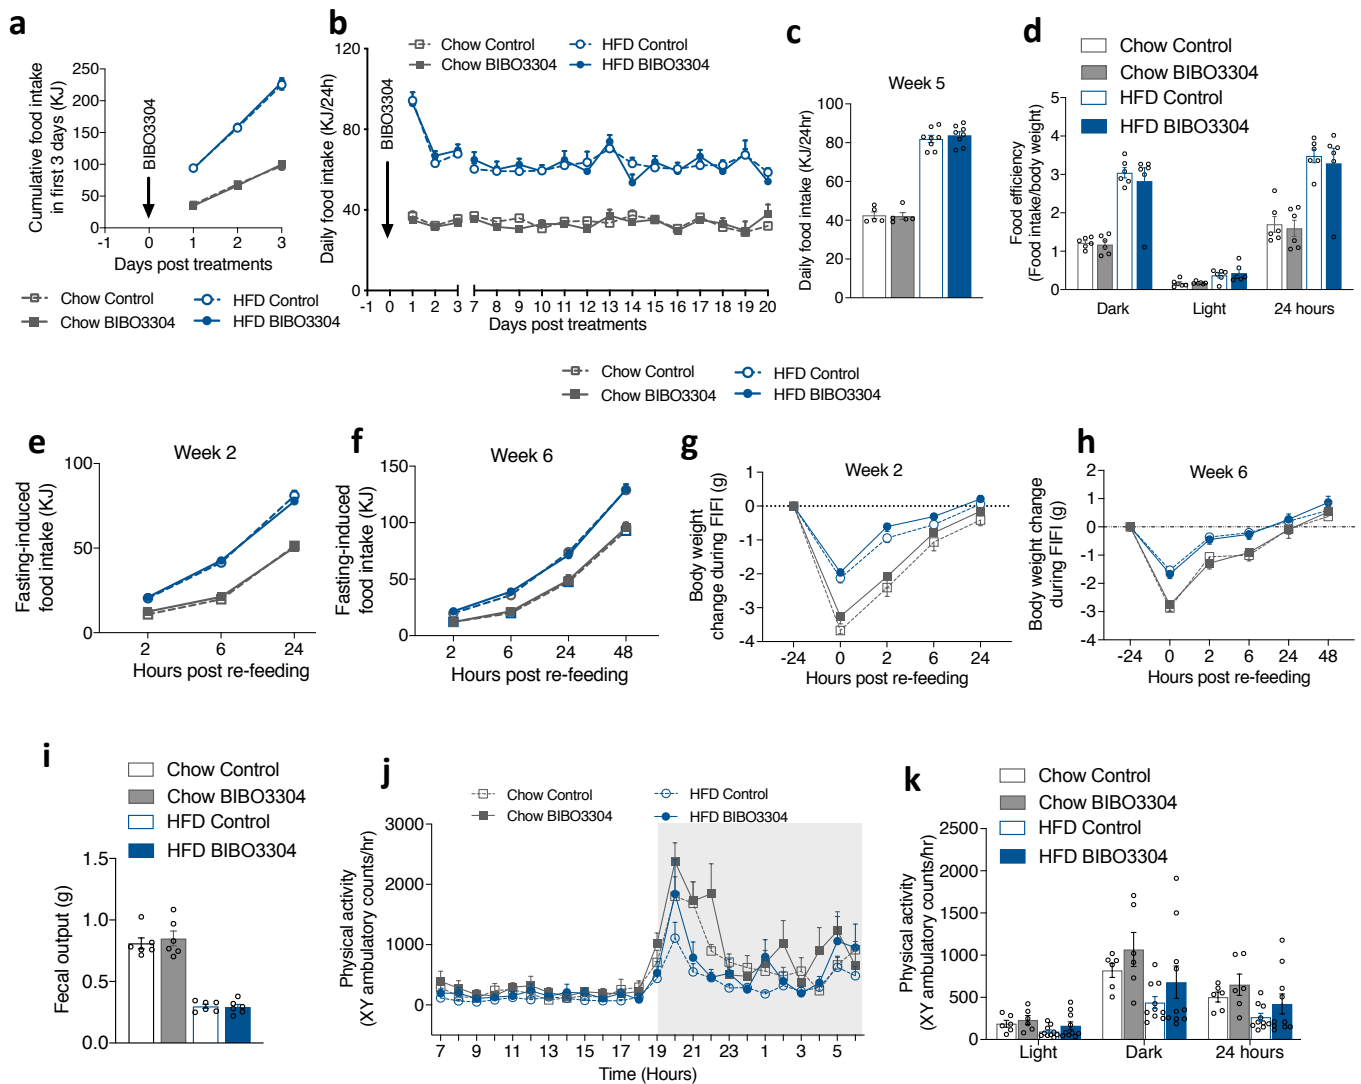 a
Cumulative food intake
in first 3 days (KJ)
250
200
150
100
50
0
BIBO3304
-1 0 1 2 3
Days post treatments
Chow Control
Chow BIBO3304
HFD Control
HFD BIBO3304
b
Chow Control
Chow BIBO3304
HFD Control
HFD BIBO3304
Daily food intake (KJ/24h)
120
80
40
0
BIBO3304
-1 0 1 2 3 7 8 9 10 11 12 13 14 15 16 17 18 19 20
Days post treatments
c
Week 5
Daily food intake (KJ/24hr)
100
80
60
40
20
0
d
Chow Control
Chow BIBO3304
HFD Control
HFD BIBO3304
Food efficiency
(Food intake/body weight)
5
4
3
2
1
0
Dark Light 24 hours
Chow Control
Chow BIBO3304
HFD Control
HFD BIBO3304
e
Week 2
Fasting-induced
food intake (KJ)
100
50
0
2 6 24
Hours post re-feeding
f
Week 6
Fasting-induced
food intake (KJ)
150
100
50
0
2 6 24 48
Hours post re-feeding
g
Week 2
Body weight
change during FIFI (g)
1
0
-1
-2
-3
-4
-24 0 2 6 24
Hours post re-feeding
h
Week 6
Body weight change
during FIFI (g)
2
1
0
-1
-2
-3
-4
-24 0 2 6 24 48
Hours post re-feeding
i
Chow Control
Chow BIBO3304
HFD Control
HFD BIBO3304
Fecal output (g)
1.5
1.0
0.5
0.0
j
Chow Control
Chow BIBO3304
HFD Control
HFD BIBO3304
Physical activity
(XY ambulatory counts/hr)
3000
2000
1000
0
7 9 11 13 15 17 19 21 23 1 3 5
Time (Hours)
k
Chow Control
Chow BIBO3304
HFD Control
HFD BIBO3304
Physical activity
(XY ambulatory counts/hr)
2500
2000
1500
1000
500
0
Light Dark 24 hours